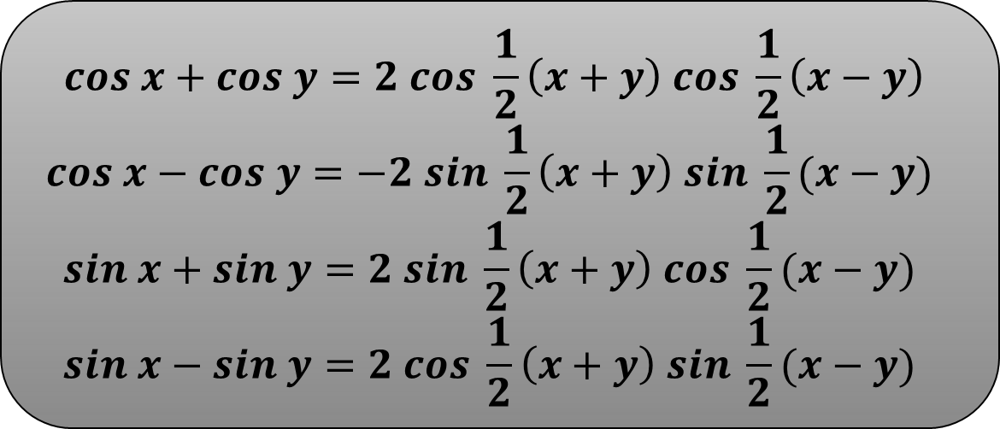 cos x + cos y = 2 cos 1/2 (x + y) cos 1/2 (x − y)
cos x − cos y = −2 sin 1/2 (x + y) sin 1/2 (x − y)
sin x + sin y = 2 sin 1/2 (x + y) cos 1/2 (x − y)
sin x − sin y = 2 cos 1/2 (x + y) sin 1/2 (x − y)